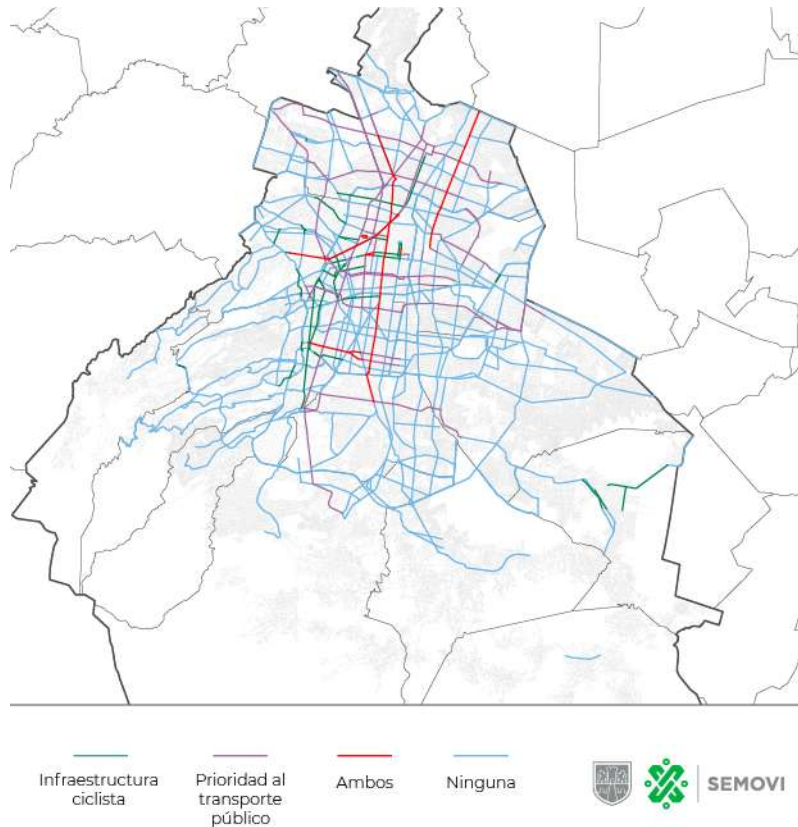 Infraestructura
ciclista
Prioridad al
transporte
público
Ambos
Ninguna
SEMOVI